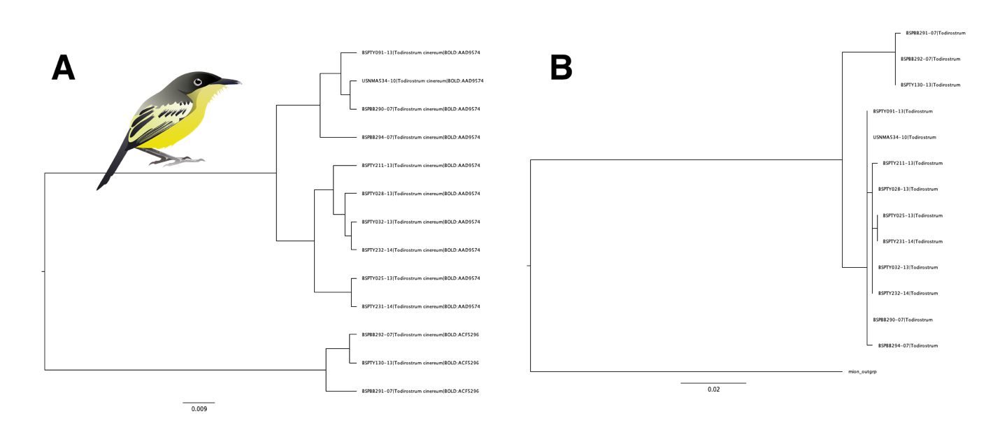 A
BSPTY091-13|Todirostrum cinereum|BOLD:AAD9574
USNMA534-10|Todirostrum cinereum|BOLD:AAD9574
BSPBB290-07|Todirostrum cinereum|BOLD:AAD9574
BSPBB294-07|Todirostrum cinereum|BOLD:AAD9574
BSPTY211-13|Todirostrum cinereum|BOLD:AAD9574
BSPTY028-13|Todirostrum cinereum|BOLD:AAD9574
BSPTY032-13|Todirostrum cinereum|BOLD:AAD9574
BSPTY232-14|Todirostrum cinereum|BOLD:AAD9574
BSPTY025-13|Todirostrum cinereum|BOLD:AAD9574
BSPTY231-14|Todirostrum cinereum|BOLD:AAD9574
BSPBB292-07|Todirostrum cinereum|BOLD:ACF5296
BSPTY130-13|Todirostrum cinereum|BOLD:ACF5296
BSPBB291-07|Todirostrum cinereum|BOLD:ACF5296
0.009
B
BSPBB291-07|Todirostrum
BSPBB292-07|Todirostrum
BSPTY130-13|Todirostrum
BSPTY091-13|Todirostrum
USNMA534-10|Todirostrum
BSPTY211-13|Todirostrum
BSPTY028-13|Todirostrum
BSPTY025-13|Todirostrum
BSPTY231-14|Todirostrum
BSPTY032-13|Todirostrum
BSPTY232-14|Todirostrum
BSPBB290-07|Todirostrum
BSPBB294-07|Todirostrum
mion_outgrp
0.02